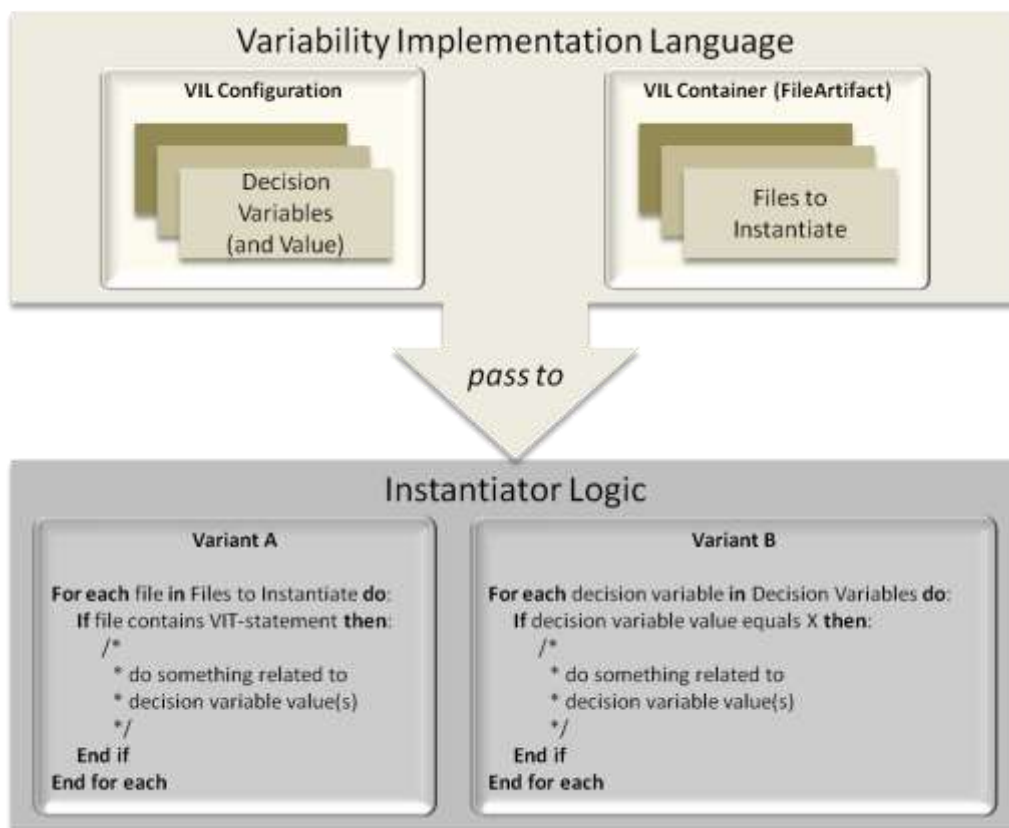 Variability Implementation Language
VIL Configuration
Decision
Variables
(and Value)
VIL Container (FileArtifact)
Files to
Instantiate
pass to
Instantiator Logic
Variant A
For each file in Files to Instantiate do:
If file contains VIT-statement then:
/*
* do something related to
* decision variable value(s)
*/
End if
End for each
Variant B
For each decision variable in Decision Variables do:
If decision variable value equals X then:
/*
* do something related to
* decision variable value(s)
*/
End if
End for each